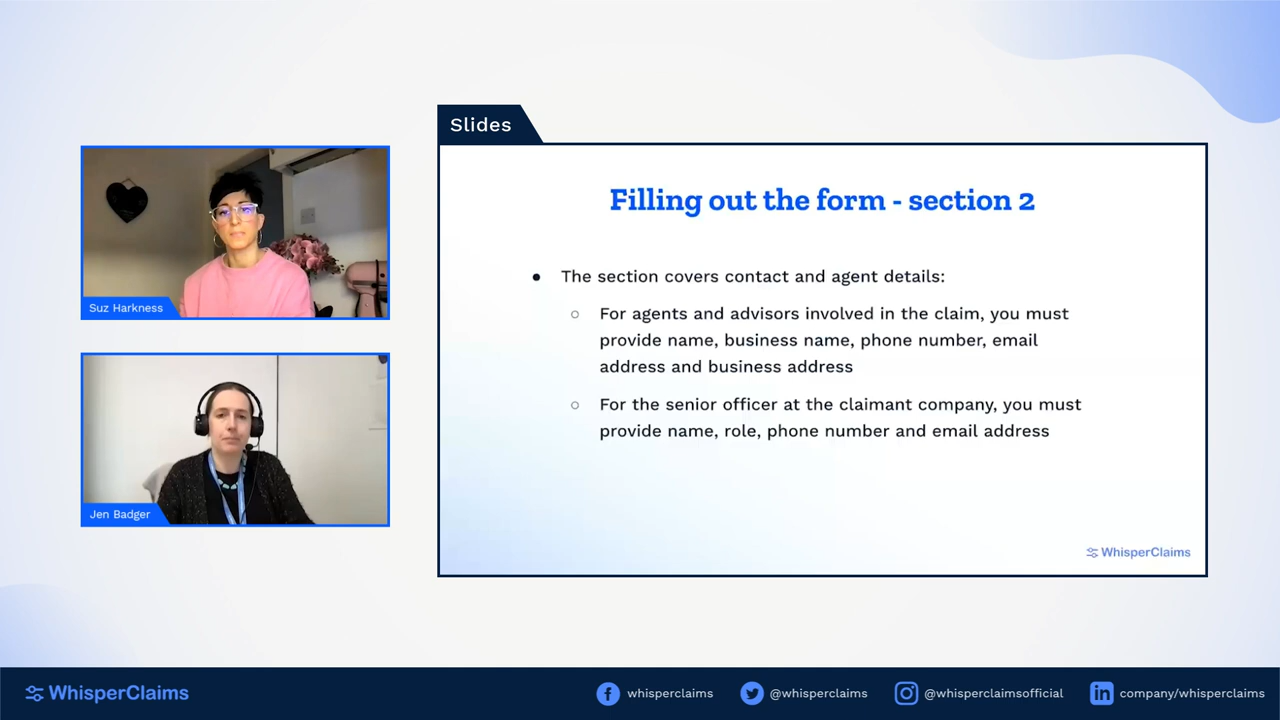 Slides
Filling out the form - section 2
● The section covers contact and agent details:
○ For agents and advisors involved in the claim, you must
provide name, business name, phone number, email
address and business address
○ For the senior officer at the claimant company, you must
provide name, role, phone number and email address
WhisperClaims
Suz Harkness
Jen Badger
WhisperClaims
whisperclaims
@whisperclaims
@whisperclaimsofficial
company/whisperclaims